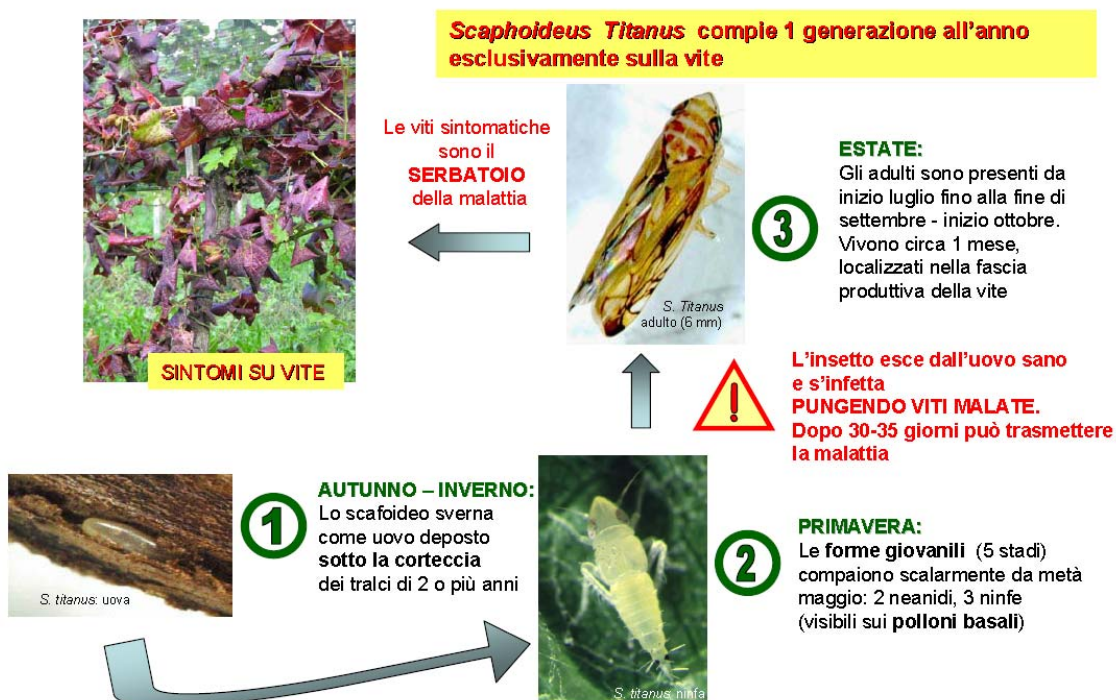 Scaphoideus Titanus compie 1 generazione all'anno
esclusivamente sulla vite
Le viti sintomatiche
sono il
SERBATOIO
della malattia
S. Titanus
adulto (6 mm)
3
ESTATE:
Gli adulti sono presenti da
inizio luglio fino alla fine di
settembre - inizio ottobre.
Vivono circa 1 mese,
localizzati nella fascia
produttiva della vite
SINTOMI SU VITE
!
L'insetto esce dall'uovo sano
e s'infetta
PUNGENDO VITI MALATE.
Dopo 30-35 giorni può trasmettere
la malattia
S. titanus: uova
1
AUTUNNO – INVERNO:
Lo scafoideo sverna
come uovo deposto
sotto la corteccia
dei tralci di 2 o più anni
S. titanus: ninfa
2
PRIMAVERA:
Le forme giovanili (5 stadi)
compaiono scalarmente da metà
maggio: 2 neanidi, 3 ninfe
(visibili sui polloni basali)